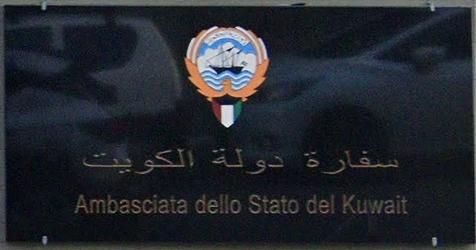 سفارة دولة الكويت
Ambasciata dello Stato del Kuwait